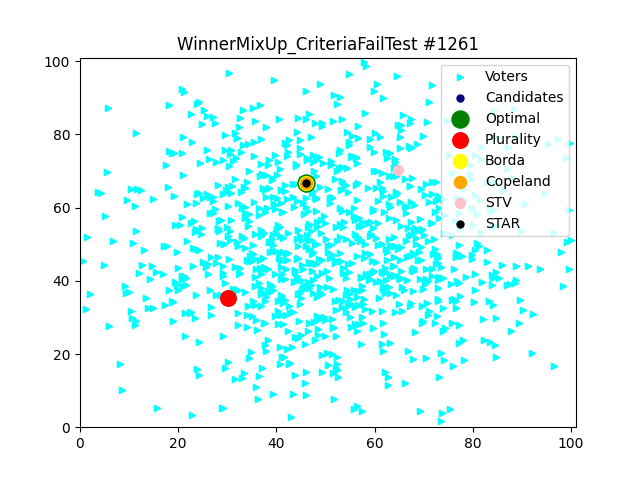 WinnerMixUp_CriteriaFailTest #1261
100
80
60
40
20
0
0
20
40
60
80
100
Voters
Candidates
Optimal
Plurality
Borda
Copeland
STV
STAR